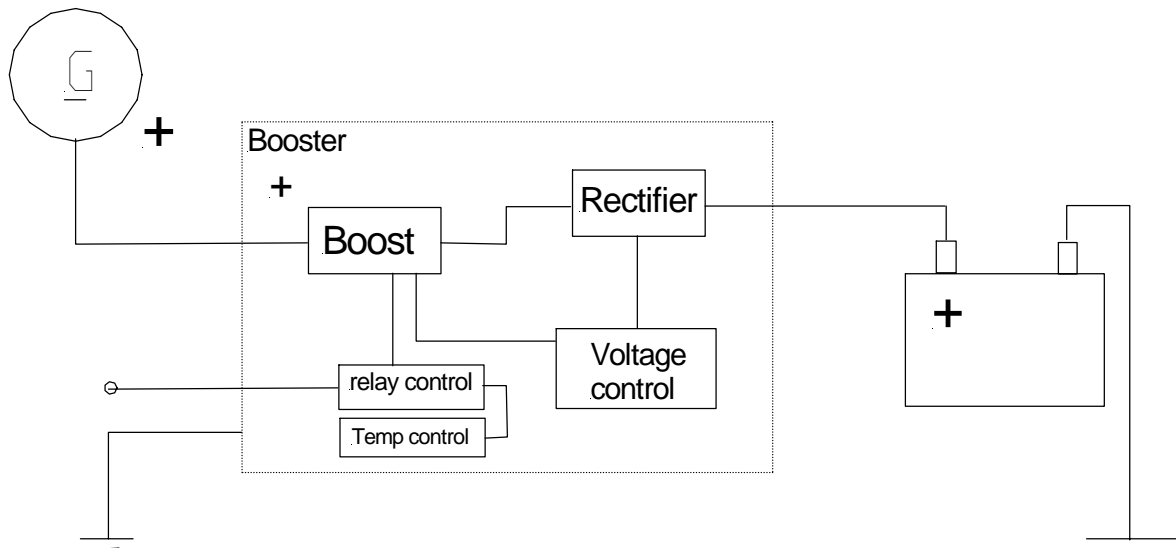 G
+
Booster
+
Boost
Rectifier
+
Voltage
control
relay control
Temp control